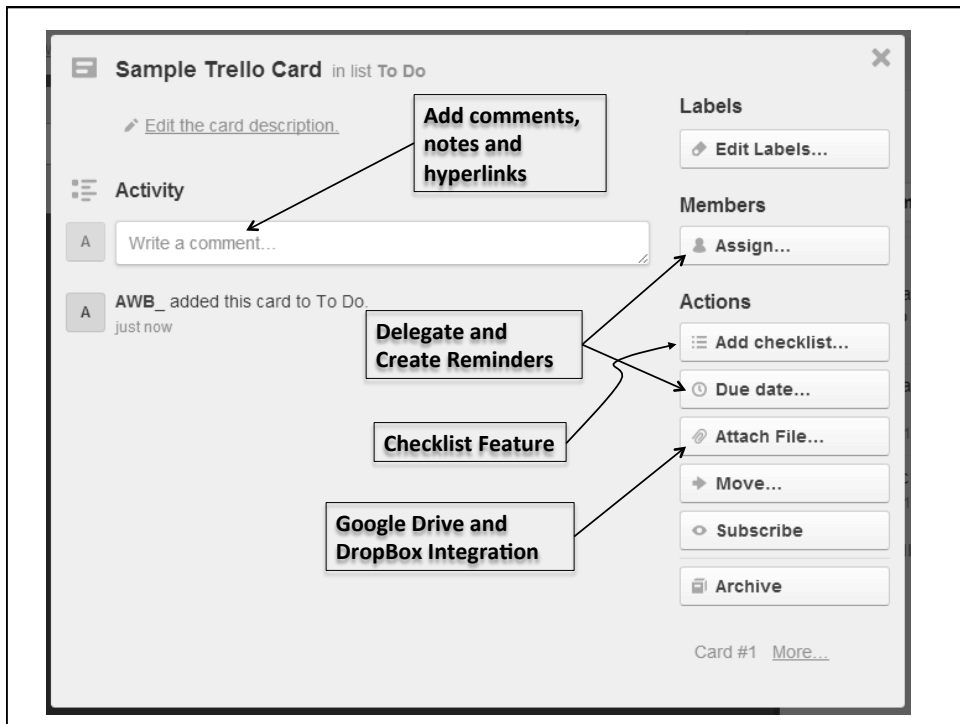 Sample Trello Card in list To Do
Edit the card description.
Add comments,
notes and
hyperlinks
Activity
A
Write a comment...
A
AWB_ added this card to To Do.
just now
Delegate and
Create Reminders
Checklist Feature
Google Drive and
DropBox Integration
Labels
Edit Labels...
Members
Assign...
Actions
Add checklist...
Due date...
Attach File...
Move...
Subscribe
Archive
Card #1 More...